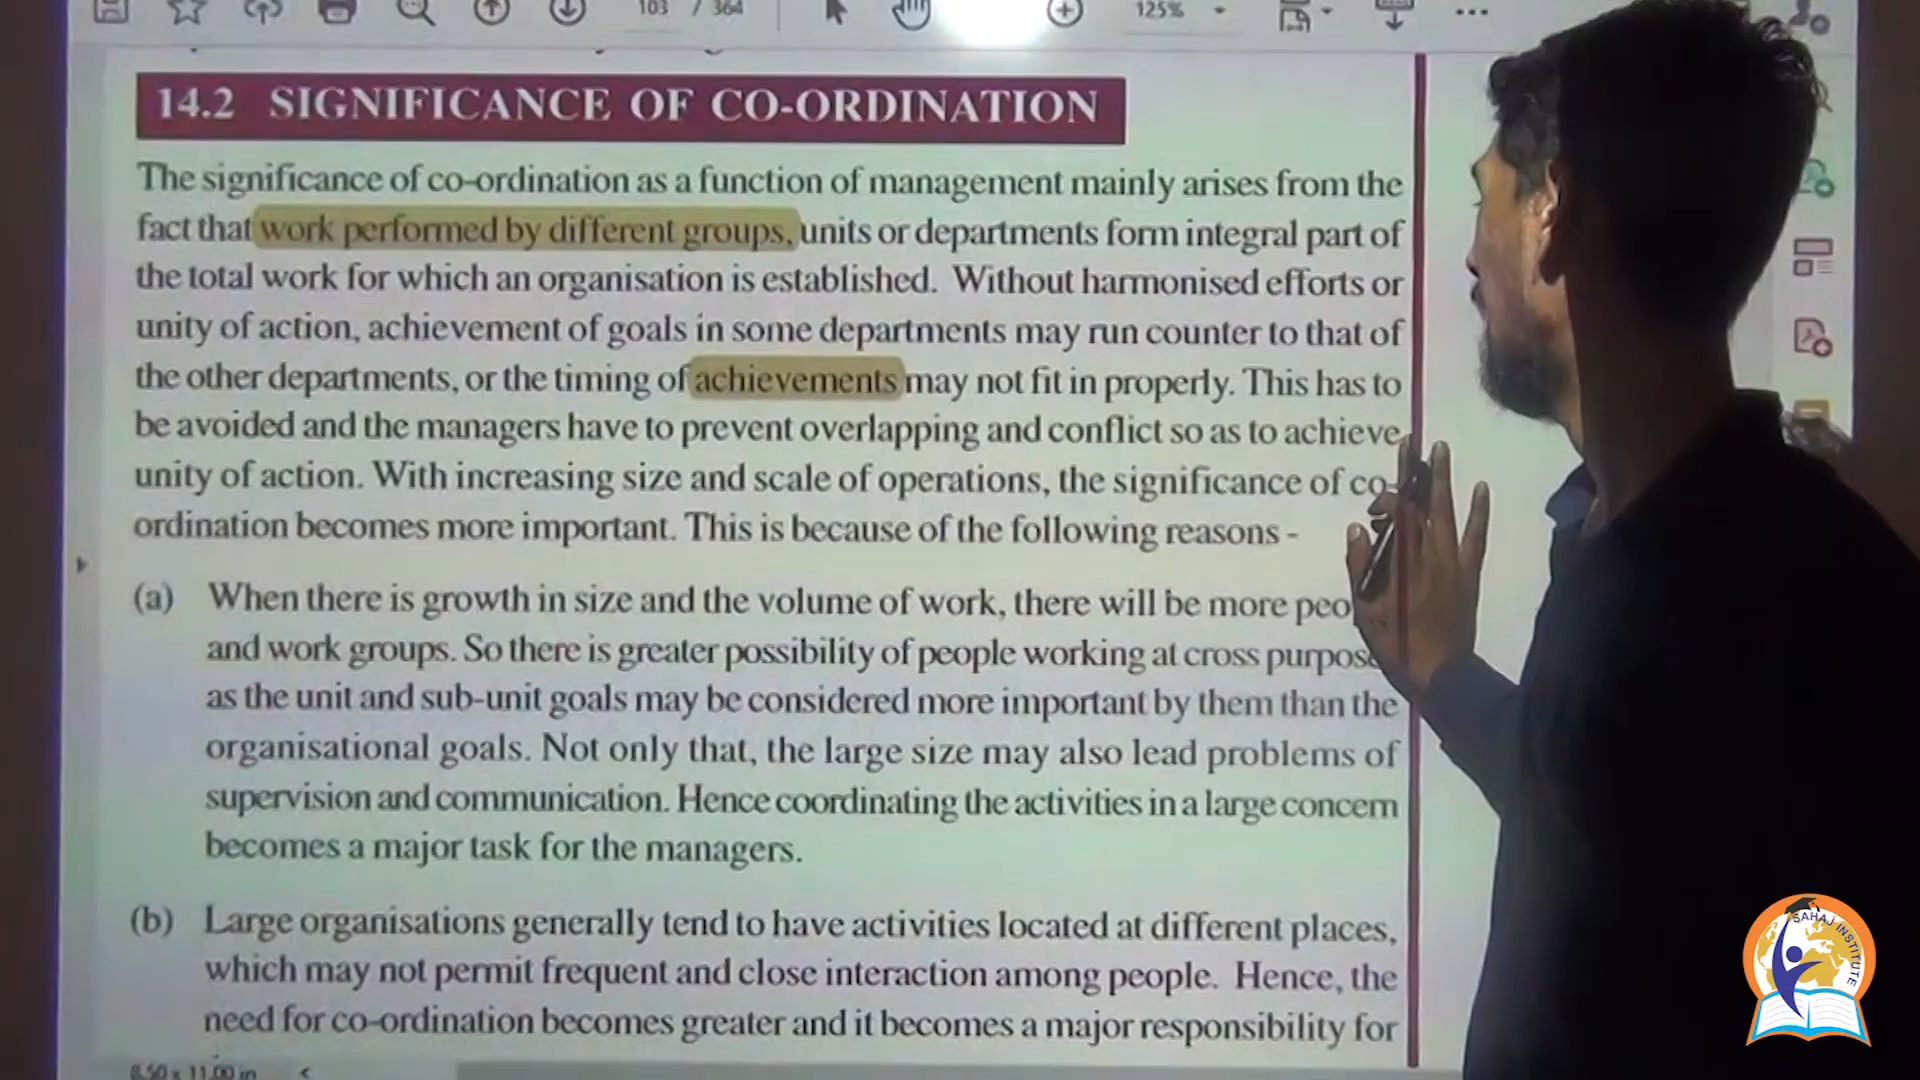 103 / 364
125%
14.2 SIGNIFICANCE OF CO-ORDINATION
The significance of co-ordination as a function of management mainly arises from the
fact that work performed by different groups, units or departments form integral part of
the total work for which an organisation is established. Without harmonised efforts or
unity of action, achievement of goals in some departments may run counter to that of
the other departments, or the timing of achievements may not fit in properly. This has to
be avoided and the managers have to prevent overlapping and conflict so as to achieve
unity of action. With increasing size and scale of operations, the significance of co-
ordination becomes more important. This is because of the following reasons -
(a) When there is growth in size and the volume of work, there will be more peo
and work groups. So there is greater possibility of people working at cross purpose
as the unit and sub-unit goals may be considered more important by them than the
organisational goals. Not only that, the large size may also lead problems of
supervision and communication. Hence coordinating the activities in a large concern
becomes a major task for the managers.
(b) Large organisations generally tend to have activities located at different places,
which may not permit frequent and close interaction among people. Hence, the
need for co-ordination becomes greater and it becomes a major responsibility for
8.50 x 11.00 in
SAHAJ INSTITUTE